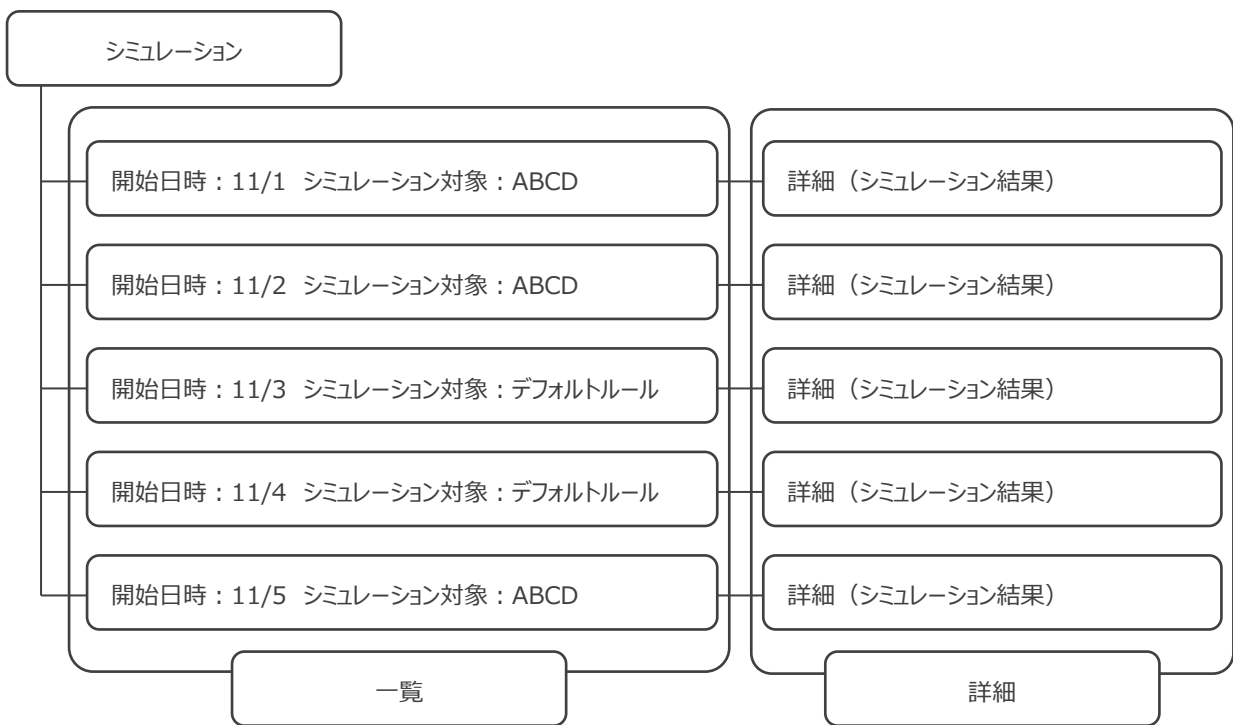 シミュレーション
開始日時：11/1 シミュレーション対象：ABCD
詳細（シミュレーション結果）
開始日時：11/2 シミュレーション対象：ABCD
詳細（シミュレーション結果）
開始日時：11/3 シミュレーション対象：デフォルトルール
詳細（シミュレーション結果）
開始日時：11/4 シミュレーション対象：デフォルトルール
詳細（シミュレーション結果）
開始日時：11/5 シミュレーション対象：ABCD
詳細（シミュレーション結果）
一覧
詳細